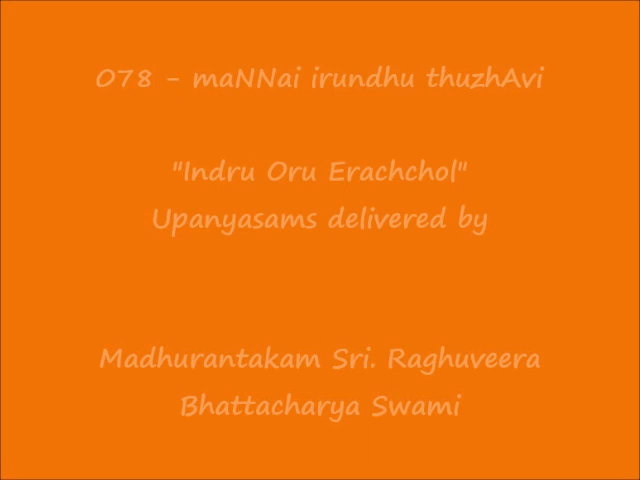 078 - maNNai irundhu thuzhAvi
"Indru Oru Erachchol"
Upanyasams delivered by
Madhurantakam Sri. Raghuveera
Bhattacharya Swami